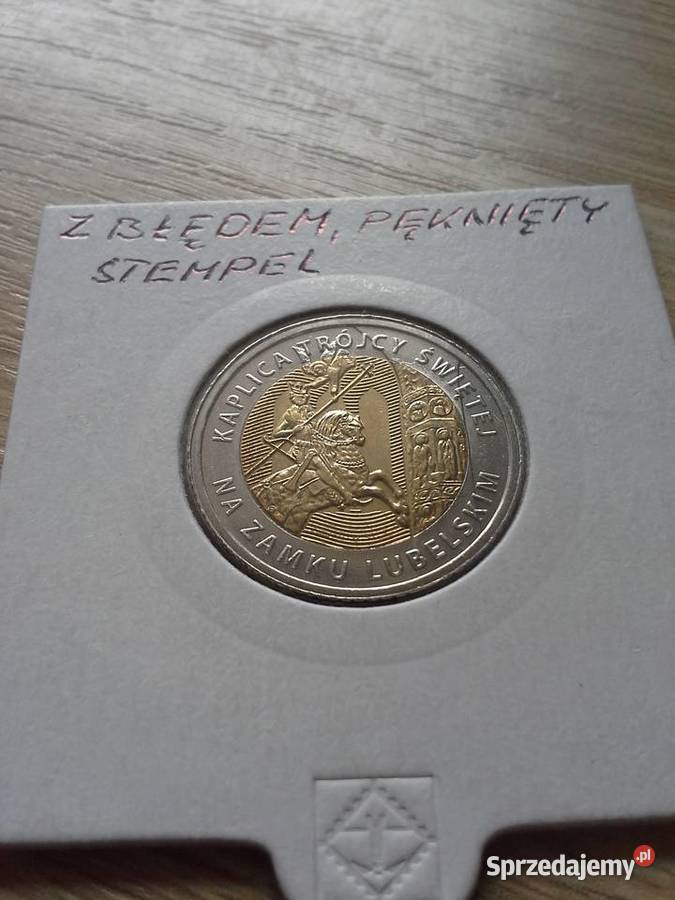 Z BŁĘDEM, PĘKNIĘTY
STEMPEL
KAPLICA TRÓJCY ŚWIĘTEJ
NA ZAMKU LUBELSKIM
Sprzedajemy.pl